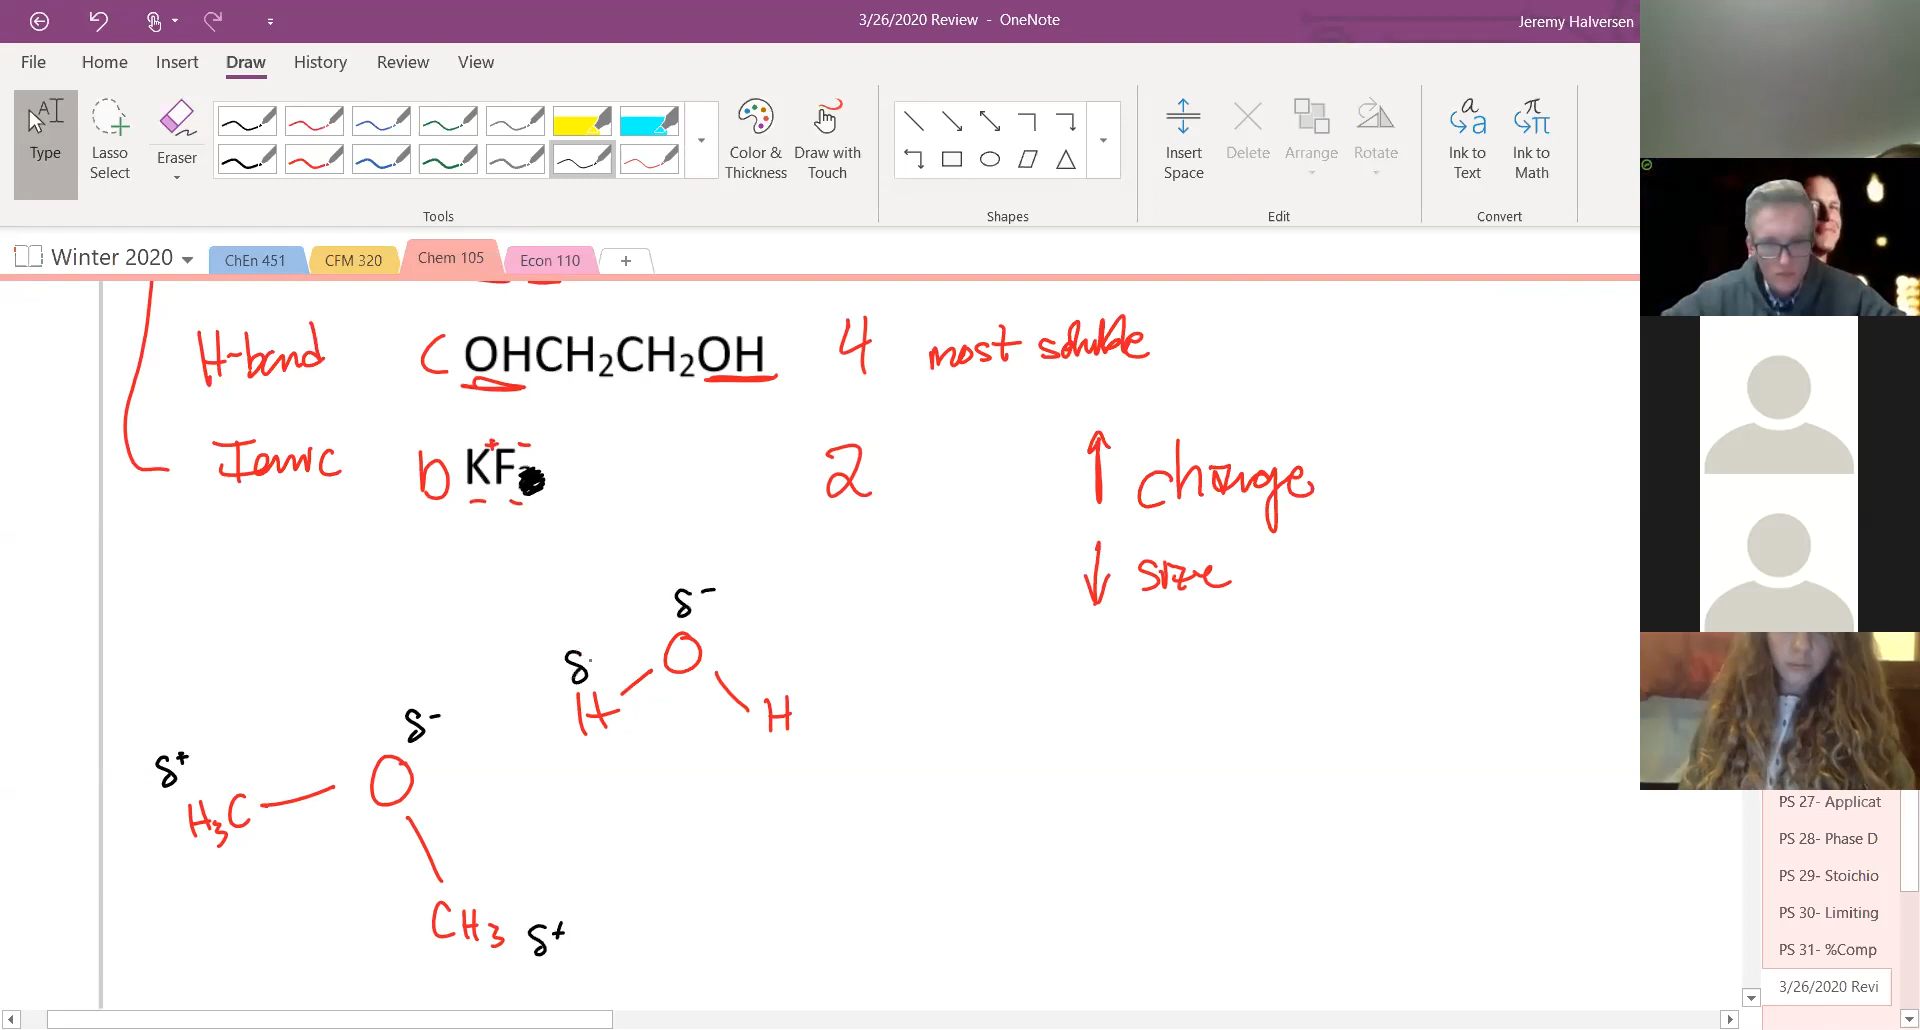 3/26/2020 Review - OneNote
Jeremy Halversen
File Home Insert Draw History Review View
Type
Lasso Select
Eraser
Color & Thickness
Draw with Touch
Insert Space
Delete
Arrange
Rotate
Ink to Text
Ink to Math
Tools
Shapes
Edit
Convert
Winter 2020
ChEn 451
CFM 320
Chem 105
Econ 110
+
H-bond C OHCH₂CH₂OH 4 most soluble
Ionic b K⁺F⁻ 2 ↑ charge
↓ size
δ⁻
δ O
H H
δ⁻
δ⁺ O
H₃C
CH₃ δ⁺
PS 27- Applicat
PS 28- Phase D
PS 29- Stoichio
PS 30- Limiting
PS 31- %Comp
3/26/2020 Revi